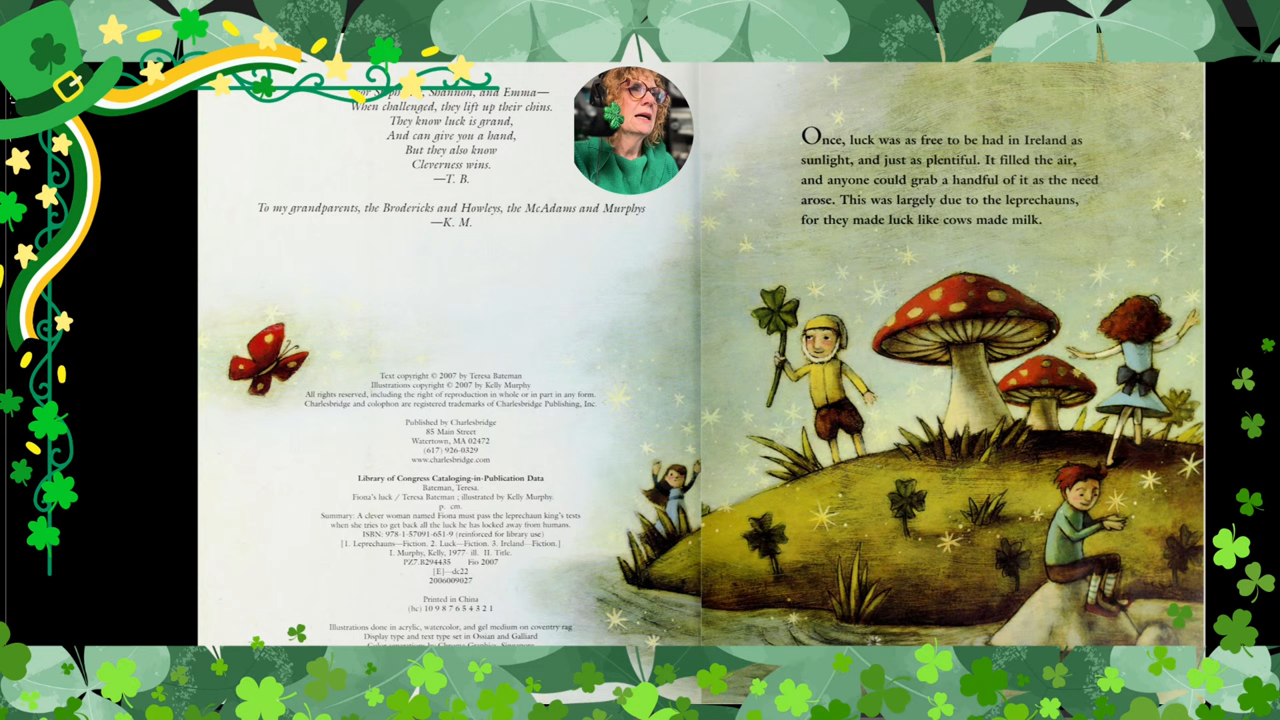 Shannon, and Emma—
When challenged, they lift up their chins.
They know luck is grand,
And can give you a hand,
But they also know
Cleverness wins.
—T. B.
To my grandparents, the Brodericks and Howleys, the McAdams and Murphys
—K. M.
Text copyright © 2007 by Teresa Bateman
Illustrations copyright © 2007 by Kelly Murphy
All rights reserved, including the right of reproduction in whole or in part in any form.
Charlesbridge and colophon are registered trademarks of Charlesbridge Publishing, Inc.
Published by Charlesbridge
85 Main Street
Watertown, MA 02472
(617) 926-0329
www.charlesbridge.com
Library of Congress Cataloging-in-Publication Data
Bateman, Teresa.
Fiona's luck / Teresa Bateman ; illustrated by Kelly Murphy.
p. cm.
Summary: A clever woman named Fiona must pass the leprechaun king's tests
when she tries to get back all the luck he has locked away from humans.
ISBN: 978-1-57091-651-9 (reinforced for library use)
[1. Leprechauns—Fiction. 2. Luck—Fiction. 3. Ireland—Fiction.]
I. Murphy, Kelly, 1977- ill. II. Title.
PZ7.B294435 Fio 2007
[E]—dc22
2006009027
Printed in China
(hc) 10 9 8 7 6 5 4 3 2 1
Illustrations done in acrylic, watercolor, and gel medium on coventry rag
Display type and text type set in Ossian and Galliard
Once, luck was as free to be had in Ireland as
sunlight, and just as plentiful. It filled the air,
and anyone could grab a handful of it as the need
arose. This was largely due to the leprechauns,
for they made luck like cows made milk.